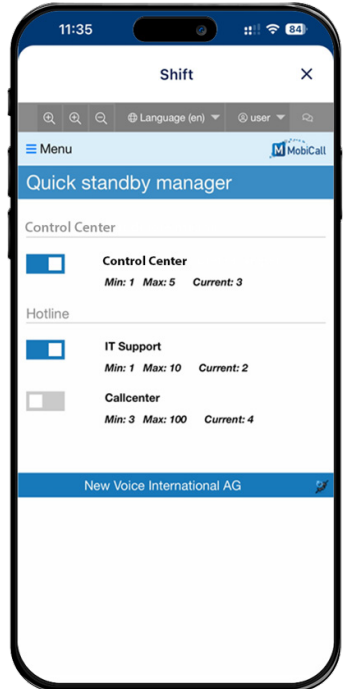 11:35
84
Shift
Language (en)
user
Menu
MobiCall
Quick standby manager
Control Center
Control Center
Min: 1 Max: 5 Current: 3
Hotline
IT Support
Min: 1 Max: 10 Current: 2
Callcenter
Min: 3 Max: 100 Current: 4
New Voice International AG